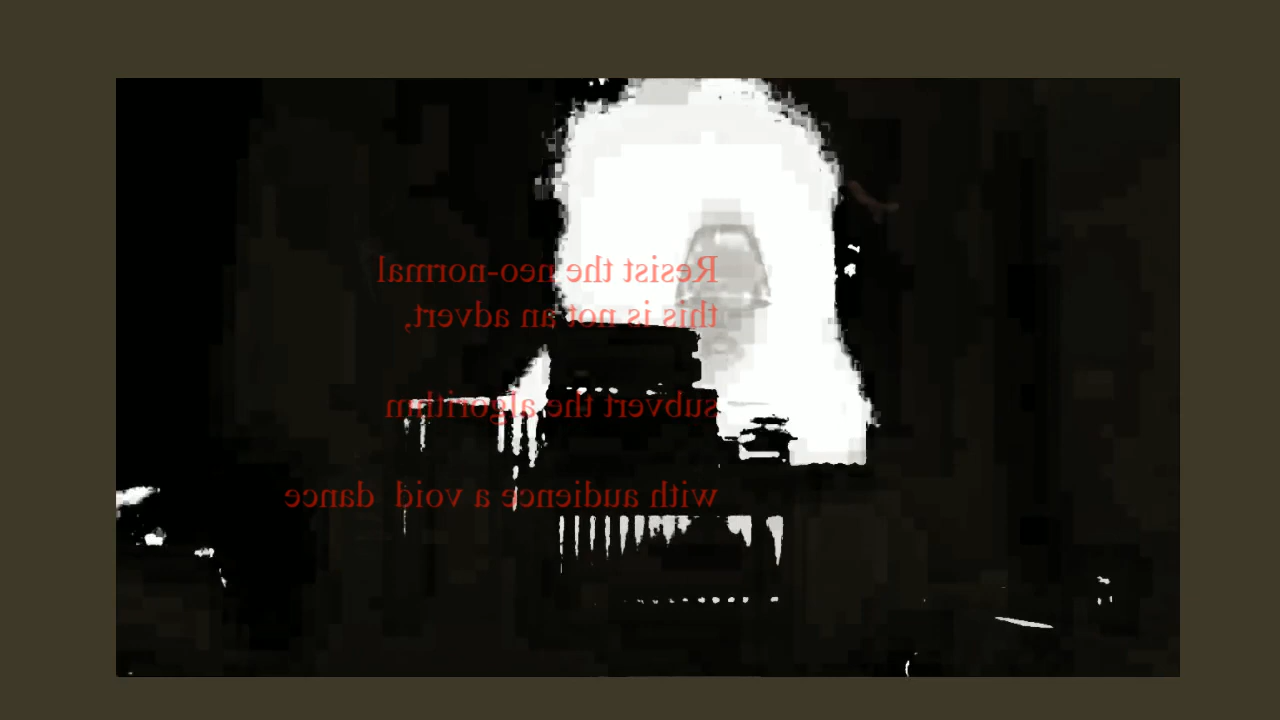 Resist the neo-normal
this is not an advert,
subvert the algorithm
with audience a void dance